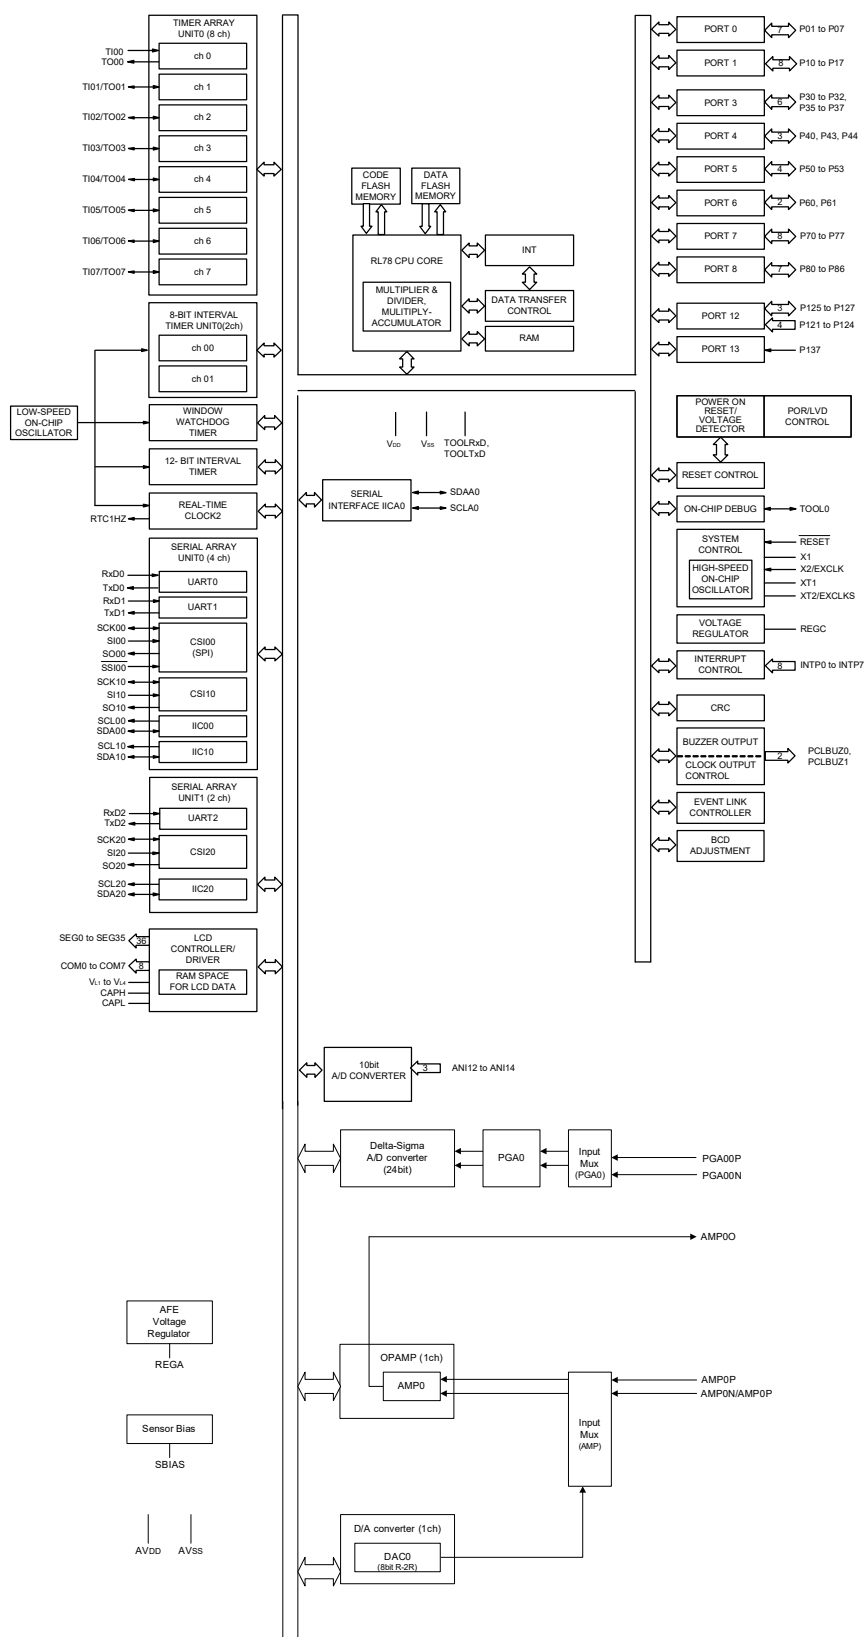 TIMER ARRAY
UNIT0 (8 ch)
TI00
TO00
ch 0
TI01/TO01
ch 1
TI02/TO02
ch 2
TI03/TO03
ch 3
TI04/TO04
ch 4
TI05/TO05
ch 5
TI06/TO06
ch 6
TI07/TO07
ch 7
8-BIT INTERVAL
TIMER UNIT0(2ch)
ch 00
ch 01
LOW-SPEED
ON-CHIP
OSCILLATOR
WINDOW
WATCHDOG
TIMER
12- BIT INTERVAL
TIMER
REAL-TIME
CLOCK2
RTC1HZ
SERIAL ARRAY
UNIT0 (4 ch)
RxD0
TxD0
UART0
RxD1
TxD1
UART1
SCK00
SI00
SO00
SSI00
CSI00
(SPI)
SCK10
SI10
SO10
CSI10
SCL00
SDA00
IIC00
SCL10
SDA10
IIC10
SERIAL ARRAY
UNIT1 (2 ch)
RxD2
TxD2
UART2
SCK20
SI20
SO20
CSI20
SCL20
SDA20
IIC20
SEG0 to SEG35
36
COM0 to COM7
8
VL1 to VL4
CAPH
CAPL
LCD
CONTROLLER/
DRIVER
RAM SPACE
FOR LCD DATA
CODE
FLASH
MEMORY
DATA
FLASH
MEMORY
RL78 CPU CORE
MULTIPLIER &
DIVIDER,
MULITIPLY-
ACCUMULATOR
INT
DATA TRANSFER
CONTROL
RAM
VDD
VSS
TOOLRxD,
TOOLTxD
SERIAL
INTERFACE IICA0
SDAA0
SCLA0
PORT 0
7
P01 to P07
PORT 1
8
P10 to P17
PORT 3
6
P30 to P32,
P35 to P37
PORT 4
3
P40, P43, P44
PORT 5
4
P50 to P53
PORT 6
2
P60, P61
PORT 7
8
P70 to P77
PORT 8
7
P80 to P86
PORT 12
3
P125 to P127
4
P121 to P124
PORT 13
P137
POWER ON
RESET/
VOLTAGE
DETECTOR
POR/LVD
CONTROL
RESET CONTROL
ON-CHIP DEBUG
TOOL0
SYSTEM
CONTROL
HIGH-SPEED
ON-CHIP
OSCILLATOR
RESET
X1
X2/EXCLK
XT1
XT2/EXCLKS
VOLTAGE
REGULATOR
REGC
INTERRUPT
CONTROL
8
INTP0 to INTP7
CRC
BUZZER OUTPUT
CLOCK OUTPUT
CONTROL
2
PCLBUZ0,
PCLBUZ1
EVENT LINK
CONTROLLER
BCD
ADJUSTMENT
10bit
A/D CONVERTER
3
ANI12 to ANI14
Delta-Sigma
A/D converter
(24bit)
PGA0
Input
Mux
(PGA0)
PGA00P
PGA00N
AMP0O
AFE
Voltage
Regulator
REGA
OPAMP (1ch)
AMP0
Input
Mux
(AMP)
AMP0P
AMP0N/AMP0P
Sensor Bias
SBIAS
AVDD
AVSS
D/A converter (1ch)
DAC0
(8bit R-2R)